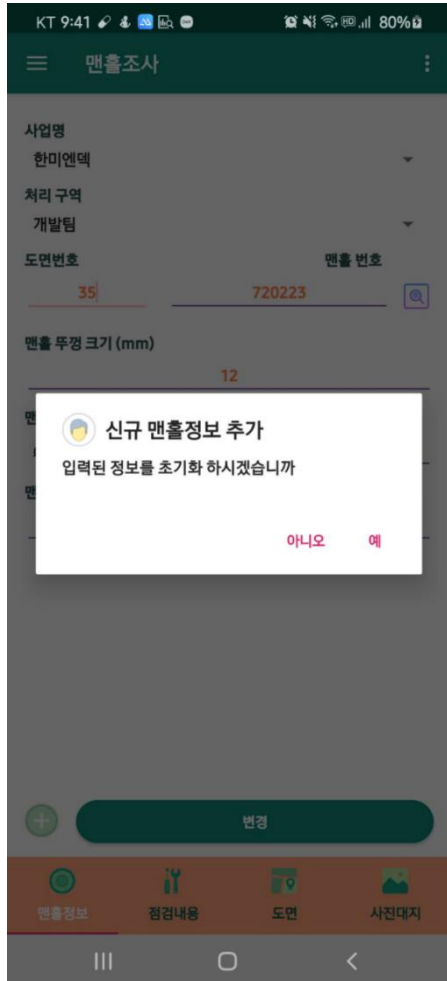 KT 9:41 80%
맨홀조사
사업명
한미엔덱
처리 구역
개발팀
도면번호 맨홀 번호
35 720223
맨홀 뚜껑 크기 (mm)
12
맨
신규 맨홀정보 추가
입력된 정보를 초기화 하시겠습니까
맨
아니오 예
변경
맨홀정보 점검내용 도면 사진대지